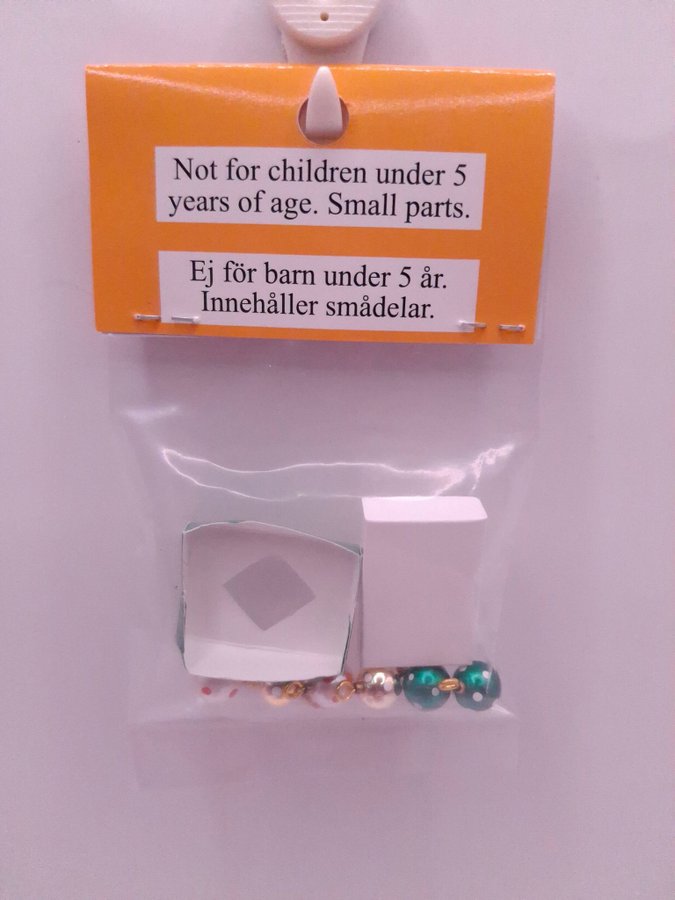 Not for children under 5
years of age. Small parts.
Ej för barn under 5 år.
Innehåller smådelar.